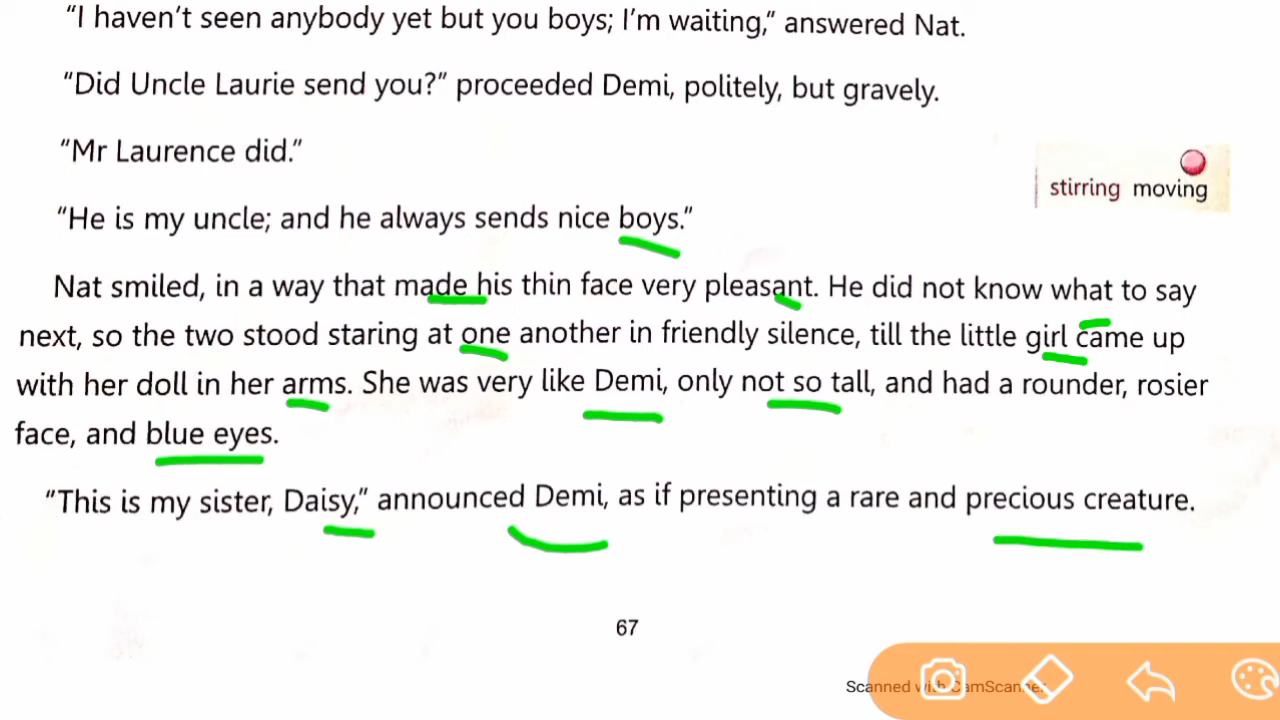 “I haven’t seen anybody yet but you boys; I’m waiting,” answered Nat.
“Did Uncle Laurie send you?” proceeded Demi, politely, but gravely.
“Mr Laurence did.”
stirring moving
“He is my uncle; and he always sends nice boys.”
Nat smiled, in a way that made his thin face very pleasant. He did not know what to say
next, so the two stood staring at one another in friendly silence, till the little girl came up
with her doll in her arms. She was very like Demi, only not so tall, and had a rounder, rosier
face, and blue eyes.
“This is my sister, Daisy,” announced Demi, as if presenting a rare and precious creature.
67
Scanned with CamScanner